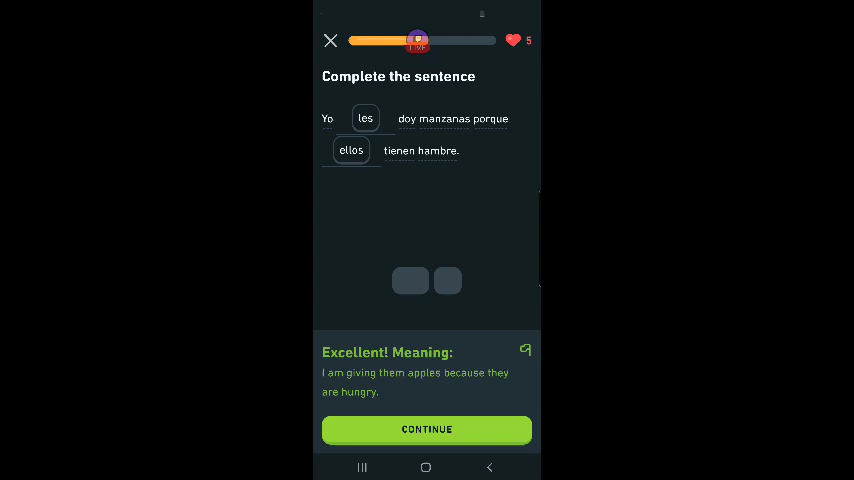 LIVE
5
Complete the sentence
Yo les doy manzanas porque
ellos tienen hambre.
Excellent! Meaning:
I am giving them apples because they
are hungry.
CONTINUE